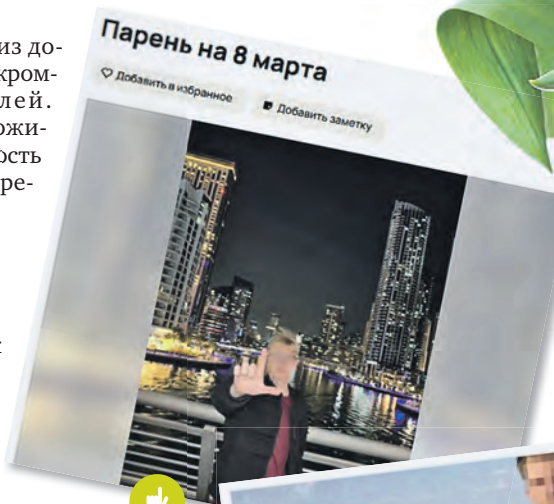 из до-
кром-
лей.
ожи-
ость
ре-
Парень на 8 марта
Добавить в избранное
Добавить заметку